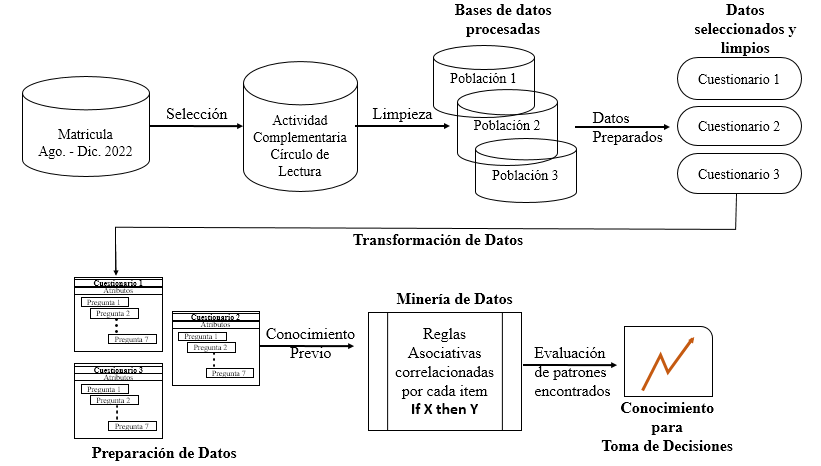 Bases de datos
procesadas
Datos
seleccionados y
limpios
Matricula
Ago. - Dic. 2022
Selección
Actividad
Complementaria
Círculo de
Lectura
Limpieza
Población 1
Población 2
Población 3
Datos
Preparados
Cuestionario 1
Cuestionario 2
Cuestionario 3
Transformación de Datos
Cuestionario 1
Atributos
Pregunta 1
Pregunta 2
Pregunta 7
Cuestionario 2
Atributos
Pregunta 1
Pregunta 2
Pregunta 7
Cuestionario 3
Atributos
Pregunta 1
Pregunta 2
Pregunta 7
Preparación de Datos
Conocimiento
Previo
Minería de Datos
Reglas
Asociativas
correlacionadas
por cada item
If X then Y
Evaluación
de patrones
encontrados
Conocimiento
para
Toma de Decisiones